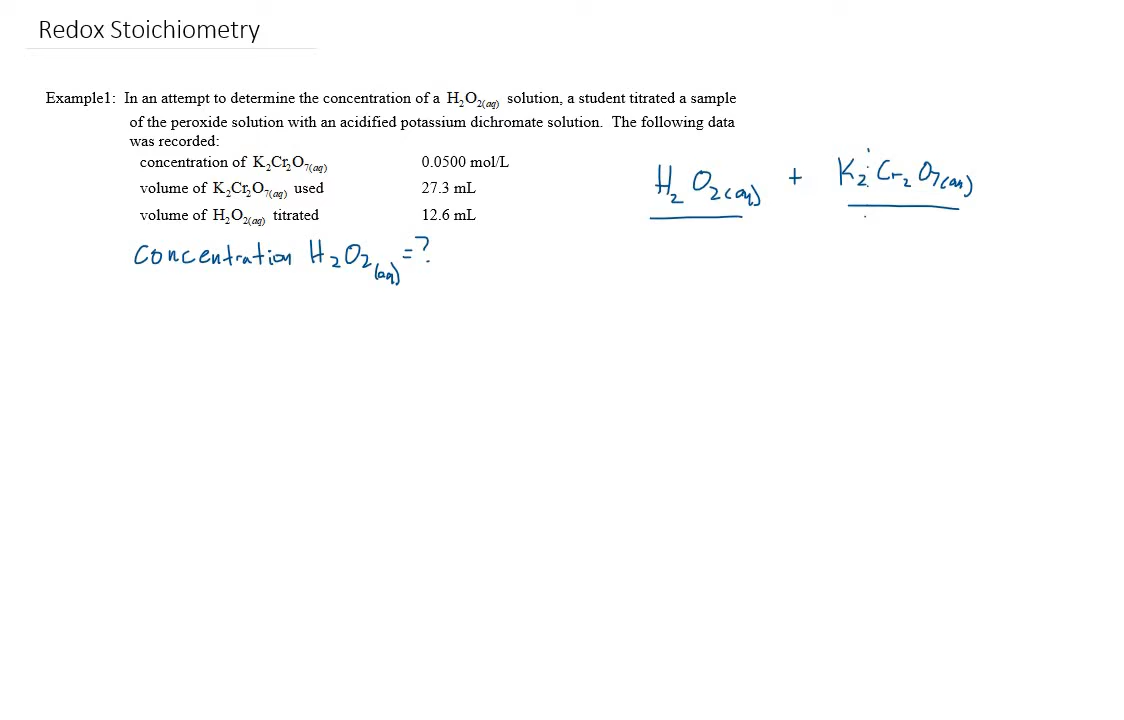 Redox Stoichiometry
Example1: In an attempt to determine the concentration of a H₂O₂(aq) solution, a student titrated a sample
of the peroxide solution with an acidified potassium dichromate solution. The following data
was recorded:
concentration of K₂Cr₂O₇(aq) 0.0500 mol/L
volume of K₂Cr₂O₇(aq) used 27.3 mL
volume of H₂O₂(aq) titrated 12.6 mL
Concentration H₂O₂(aq) = ?
H₂O₂(aq) + K₂Cr₂O₇(aq)